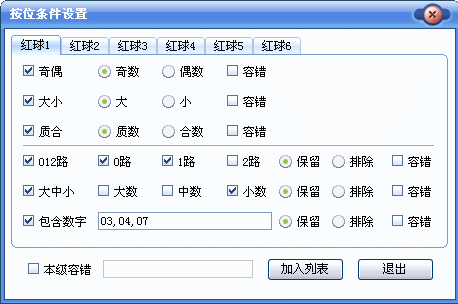 按位条件设置
红球1 红球2 红球3 红球4 红球5 红球6
奇偶 奇数 偶数 容错
大小 大 小 容错
质合 质数 合数 容错
012路 0路 1路 2路 保留 排除 容错
大中小 大数 中数 小数 保留 排除 容错
包含数字 03,04,07 保留 排除 容错
本级容错 加入列表 退出